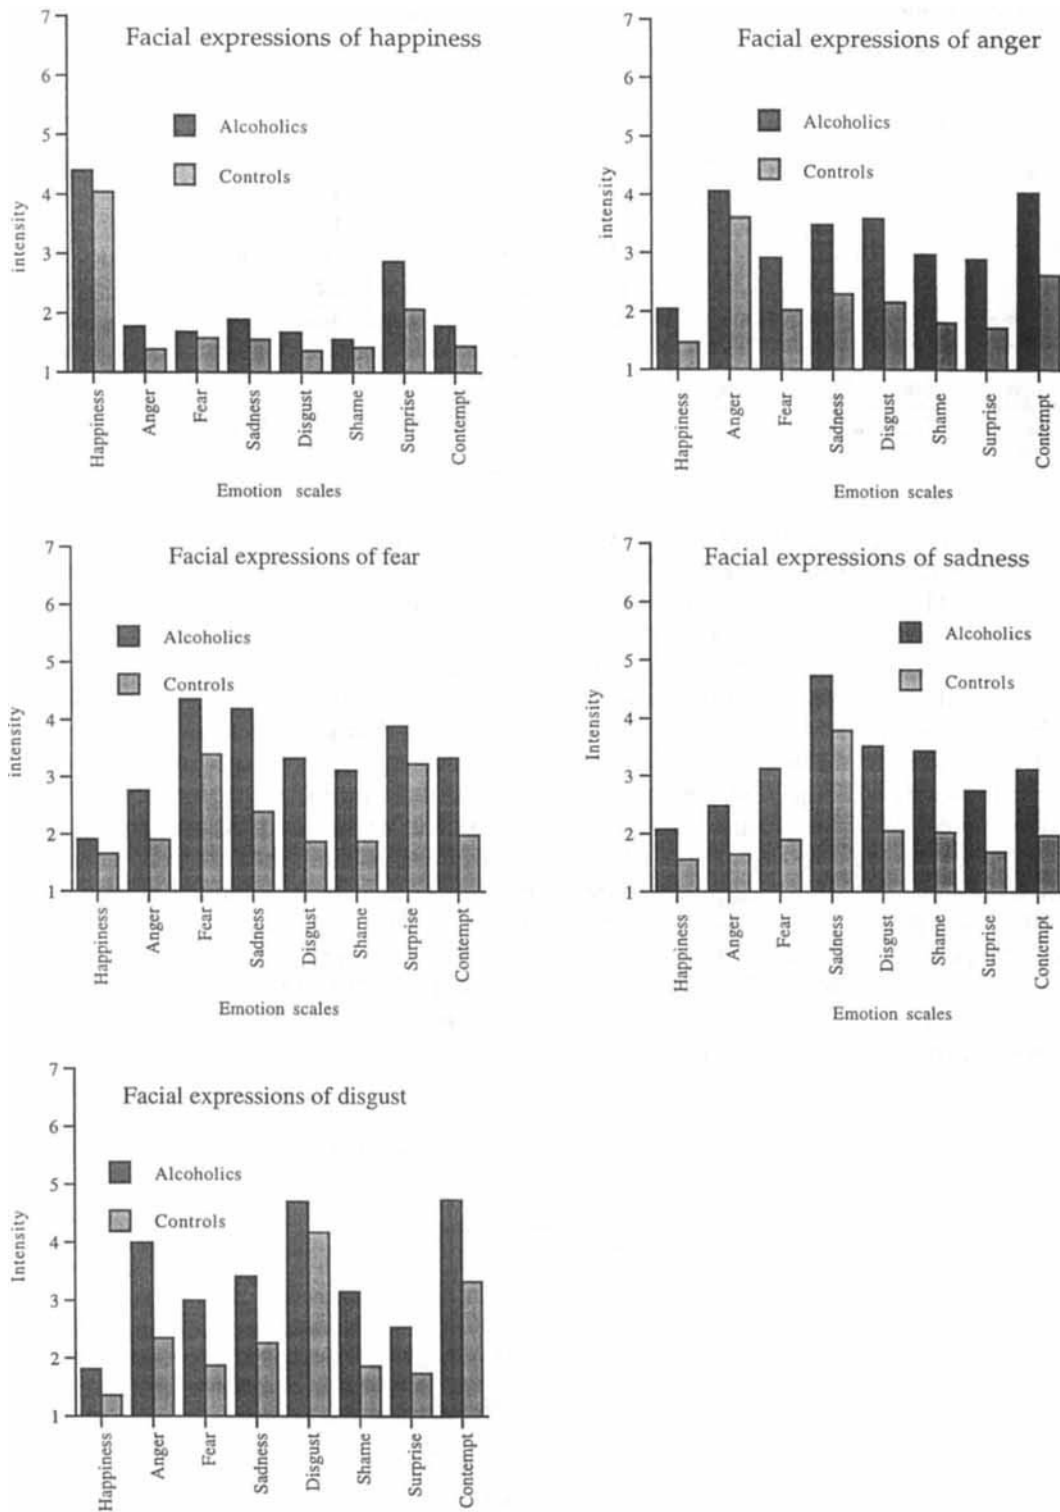 Facial expressions of happiness
7
6
5
4
3
2
1
intensity
Alcoholics
Controls
Happiness
Anger
Fear
Sadness
Disgust
Shame
Surprise
Contempt
Emotion scales
Facial expressions of anger
7
6
5
4
3
2
1
intensity
Alcoholics
Controls
Happiness
Anger
Fear
Sadness
Disgust
Shame
Surprise
Contempt
Emotion scales
Facial expressions of fear
7
6
5
4
3
2
1
intensity
Alcoholics
Controls
Happiness
Anger
Fear
Sadness
Disgust
Shame
Surprise
Contempt
Emotion scales
Facial expressions of sadness
7
6
5
4
3
2
1
Intensity
Alcoholics
Controls
Happiness
Anger
Fear
Sadness
Disgust
Shame
Surprise
Contempt
Emotion scales
Facial expressions of disgust
7
6
5
4
3
2
1
Intensity
Alcoholics
Controls
Happiness
Anger
Fear
Sadness
Disgust
Shame
Surprise
Contempt